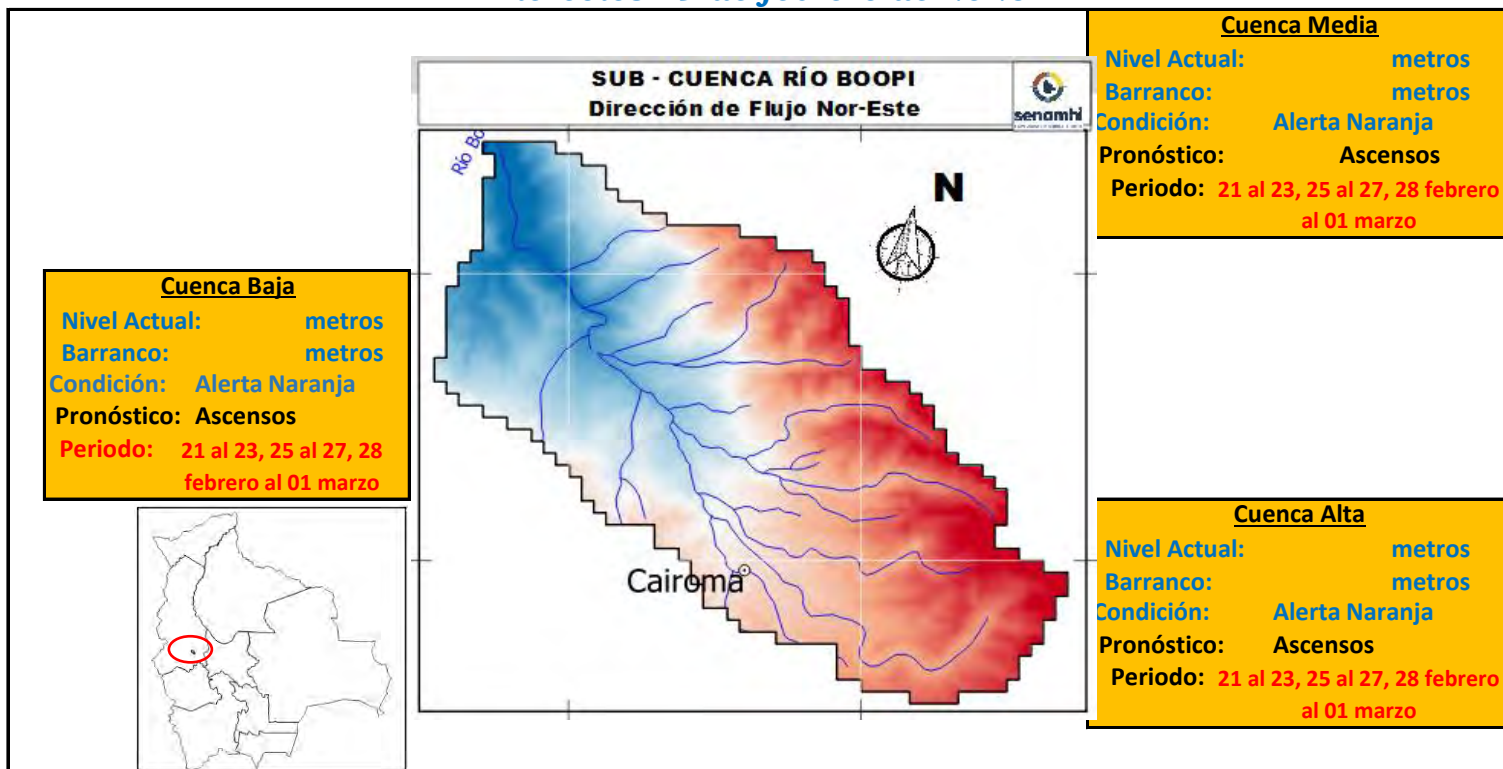 Cuenca Media
Nivel Actual: metros
Barranco: metros
Condición: Alerta Naranja
Pronóstico: Ascensos
Periodo: 21 al 23, 25 al 27, 28 febrero
al 01 marzo
SUB - CUENCA RÍO BOOPI
Dirección de Flujo Nor-Este
senamhi
Río Bo
N
Cuenca Baja
Nivel Actual: metros
Barranco: metros
Condición: Alerta Naranja
Pronóstico: Ascensos
Periodo: 21 al 23, 25 al 27, 28
febrero al 01 marzo
Cairoma
Cuenca Alta
Nivel Actual: metros
Barranco: metros
Condición: Alerta Naranja
Pronóstico: Ascensos
Periodo: 21 al 23, 25 al 27, 28 febrero
al 01 marzo